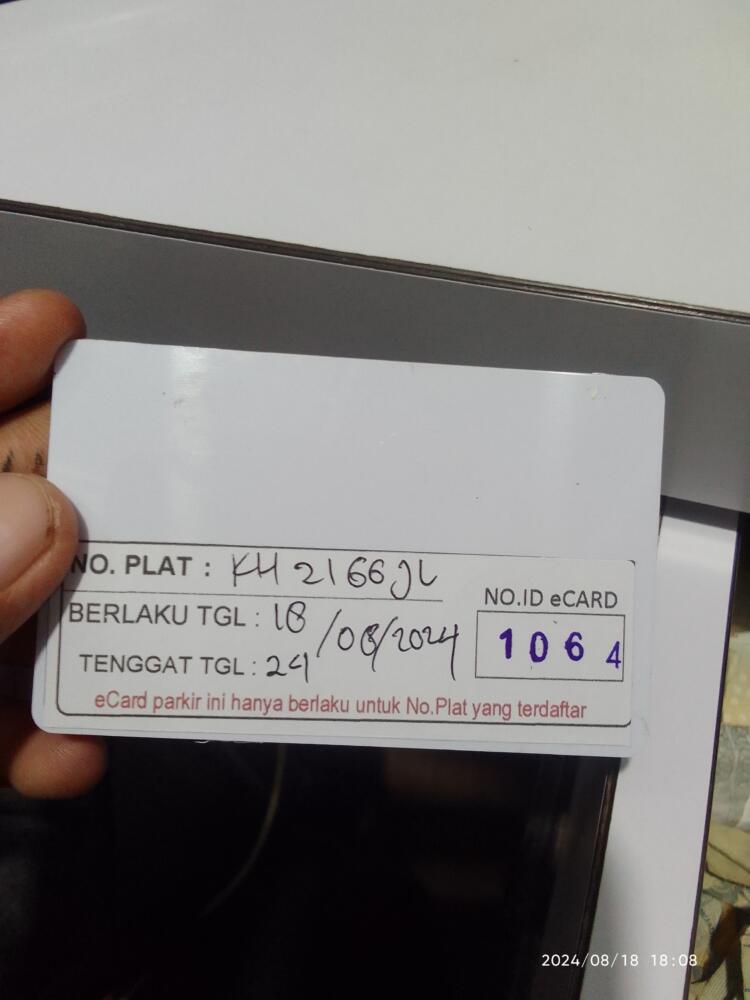 NO. PLAT : KH 2166 JL
BERLAKU TGL : 18 /08/2024
TENGGAT TGL : 24
NO.ID eCARD
1064
eCard parkir ini hanya berlaku untuk No.Plat yang terdaftar
2024/08/18 18:08